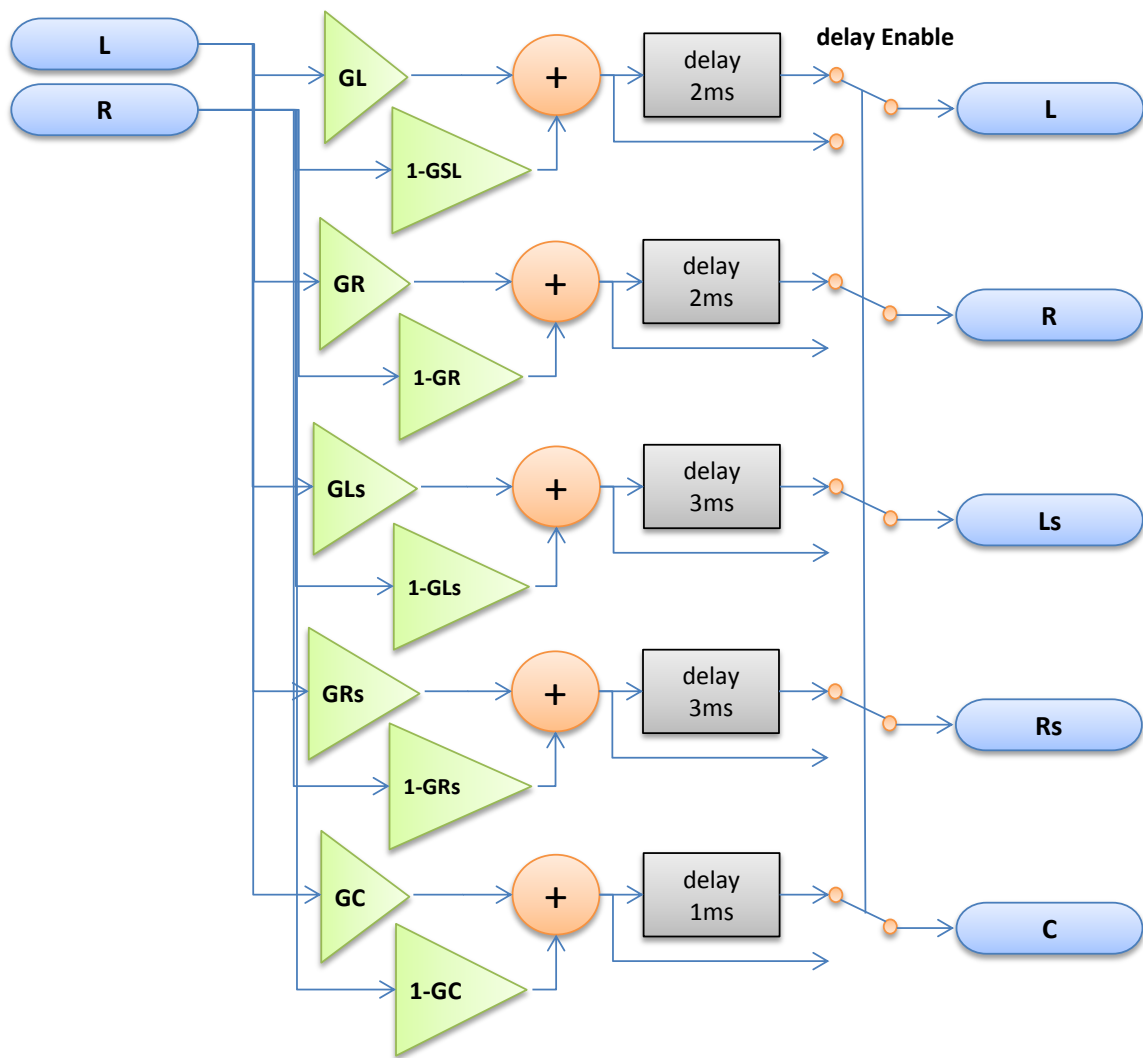 L
R
delay Enable
GL
+
delay
2ms
L
1-GSL
GR
+
delay
2ms
R
1-GR
GLs
+
delay
3ms
Ls
1-GLs
GRs
+
delay
3ms
Rs
1-GRs
GC
+
delay
1ms
C
1-GC